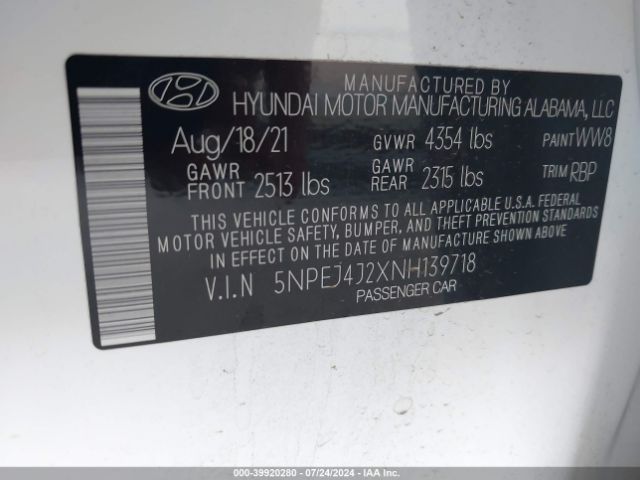 MANUFACTURED BY
HYUNDAI MOTOR MANUFACTURING ALABAMA, LLC
Aug/18/21 GVWR 4354 lbs PAINT WW8
GAWR FRONT 2513 lbs GAWR REAR 2315 lbs TRIM RBP
THIS VEHICLE CONFORMS TO ALL APPLICABLE U.S.A. FEDERAL
MOTOR VEHICLE SAFETY, BUMPER, AND THEFT PREVENTION STANDARDS
IN EFFECT ON THE DATE OF MANUFACTURE SHOWN ABOVE.
V.I.N 5NPEJ4J2XNH139718
PASSENGER CAR
000-39920280 - 07/24/2024 - IAAI.COM